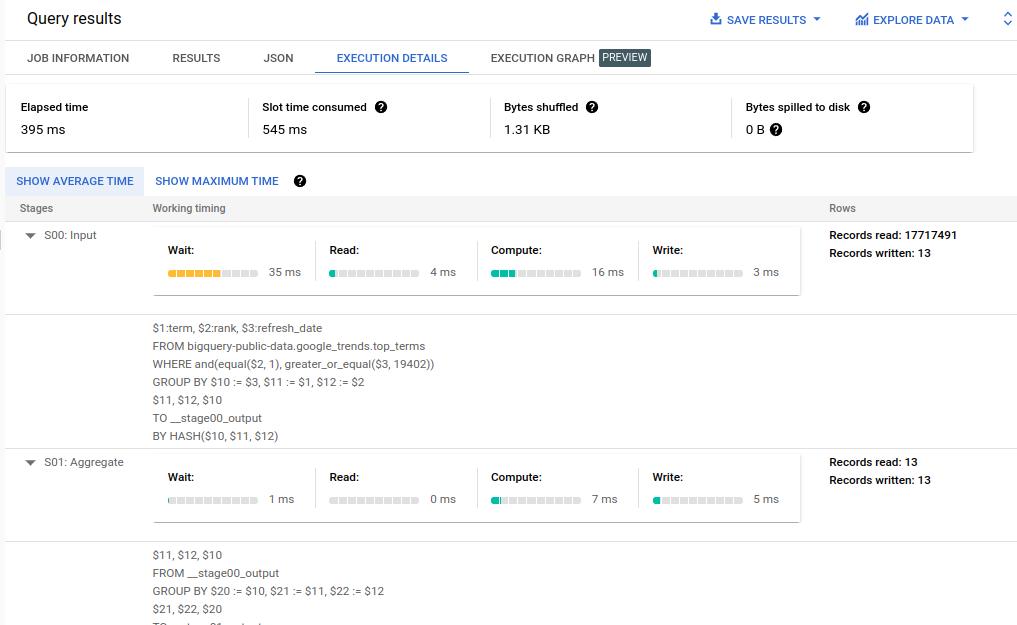 Query results
SAVE RESULTS
EXPLORE DATA
JOB INFORMATION RESULTS JSON EXECUTION DETAILS EXECUTION GRAPH PREVIEW
Elapsed time Slot time consumed ? Bytes shuffled ? Bytes spilled to disk ?
395 ms 545 ms 1.31 KB 0 B ?
SHOW AVERAGE TIME SHOW MAXIMUM TIME ?
Stages Working timing Rows
S00: Input
Wait: Read: Compute: Write:
35 ms 4 ms 16 ms 3 ms
Records read: 17717491
Records written: 13
$1:term, $2:rank, $3:refresh_date
FROM bigquery-public-data.google_trends.top_terms
WHERE and(equal($2, 1), greater_or_equal($3, 19402))
GROUP BY $10 := $3, $11 := $1, $12 := $2
$11, $12, $10
TO __stage00_output
BY HASH($10, $11, $12)
S01: Aggregate
Wait: Read: Compute: Write:
1 ms 0 ms 7 ms 5 ms
Records read: 13
Records written: 13
$11, $12, $10
FROM __stage00_output
GROUP BY $20 := $10, $21 := $11, $22 := $12
$21, $22, $20